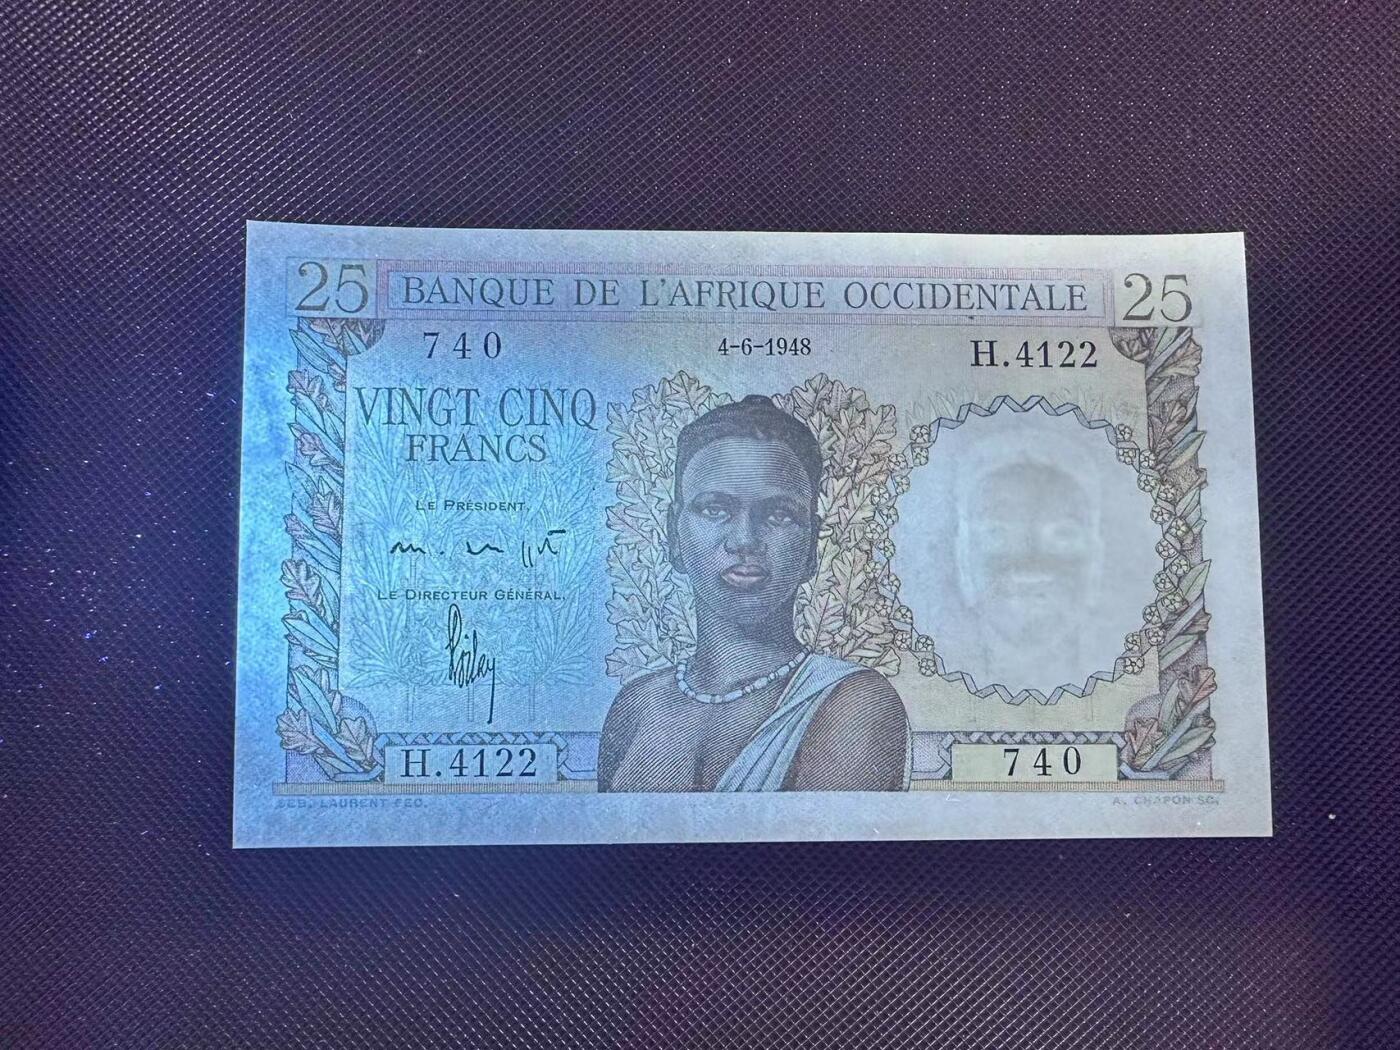 25 BANQUE DE L'AFRIQUE OCCIDENTALE 25
740 4-6-1948 H.4122
VINGT CINQ
FRANCS
LE PRÉSIDENT,
LE DIRECTEUR GÉNÉRAL,
H.4122 740
SEB. LAURENT FEC. A. CHAPON SC.